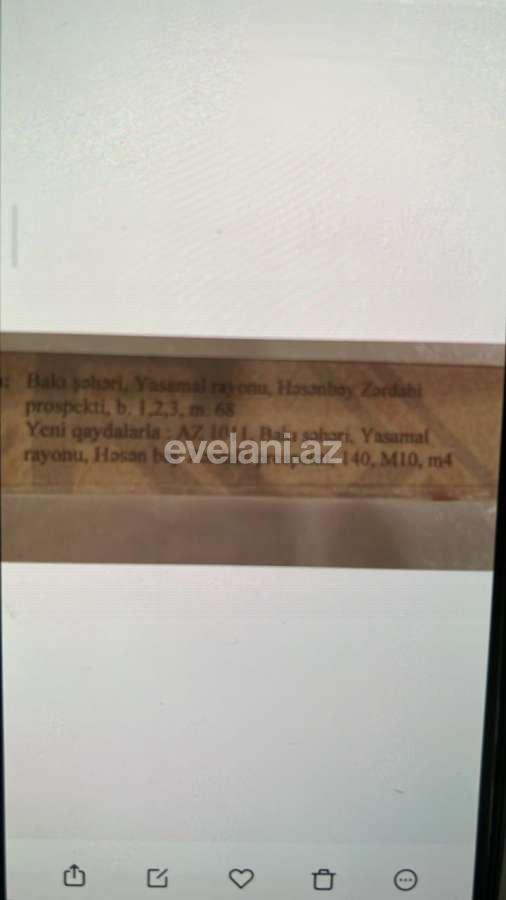 : Bakı şəhəri, Yasamal rayonu, Həsənbəy Zərdabi
prospekti, b. 1,2,3, m. 68
Yeni qaydalarla : AZ 1011, Bakı şəhəri, Yasamal
rayonu, Həsən 140, M10, m4
evelani.az